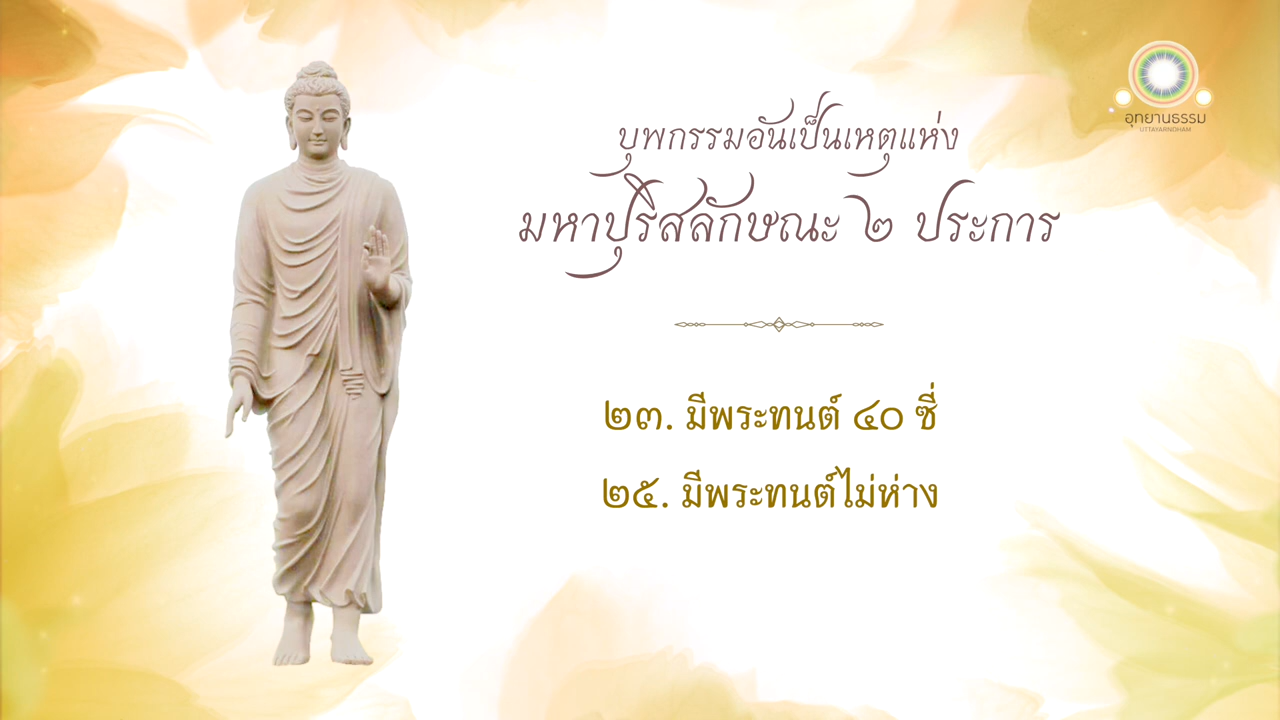 อุทยานธรรม
UTTAYARNDHAM
บุพกรรมอันเป็นเหตุแห่ง
มหาปุริสลักษณะ ๒ ประการ
๒๓. มีพระทนต์ ๔๐ ซี่
๒๕. มีพระทนต์ไม่ห่าง